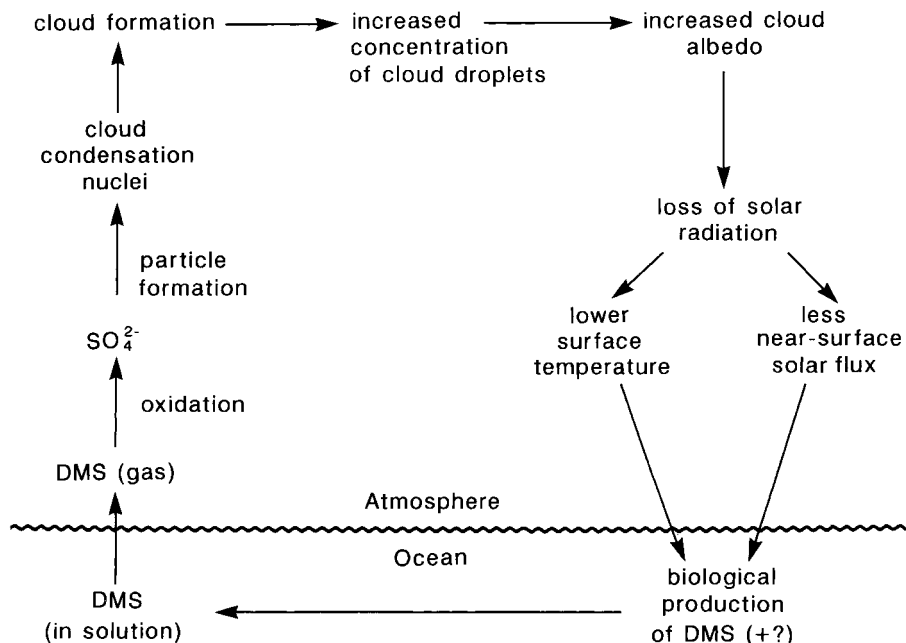 cloud formation
increased
concentration
of cloud droplets
increased cloud
albedo
cloud
condensation
nuclei
loss of solar
radiation
particle
formation
lower
surface
temperature
less
near-surface
solar flux
SO₄²⁻
oxidation
DMS (gas)
Atmosphere
Ocean
DMS
(in solution)
biological
production
of DMS (+?)